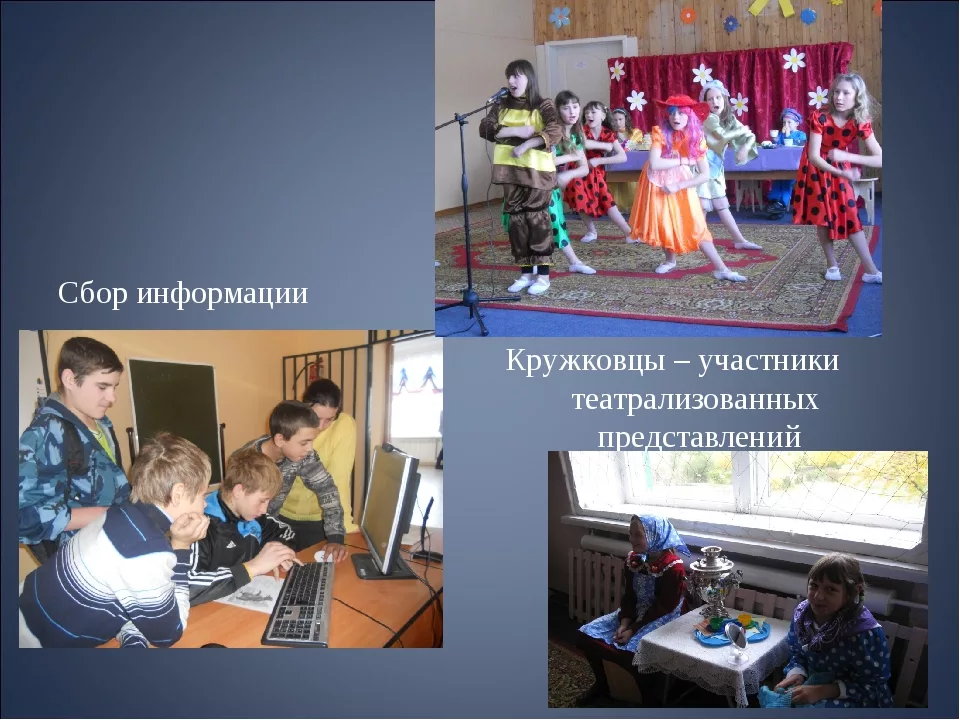 Сбор информации
Кружковцы – участники
театрализованных
представлений